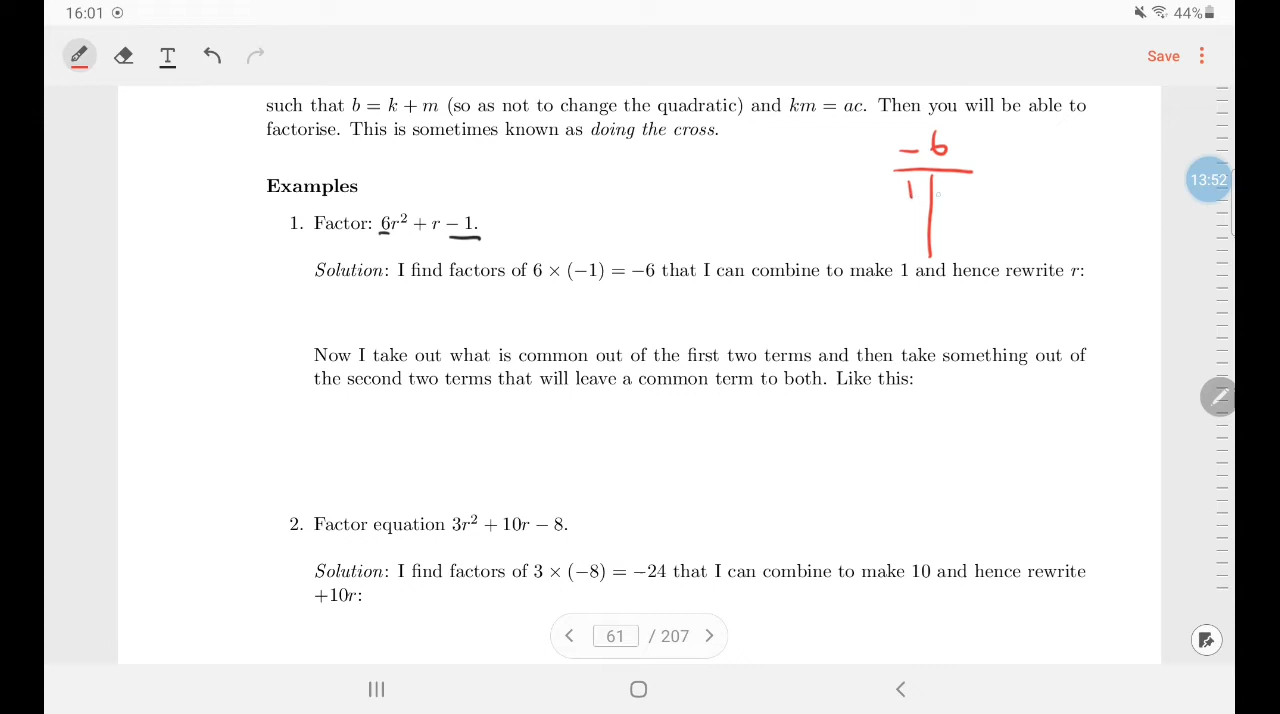 16:01
44%
T
Save
such that b = k + m (so as not to change the quadratic) and km = ac. Then you will be able to
factorise. This is sometimes known as doing the cross.
− 6
1
13:52
Examples
1. Factor: 6r² + r − 1.
Solution: I find factors of 6 × (−1) = −6 that I can combine to make 1 and hence rewrite r:
Now I take out what is common out of the first two terms and then take something out of
the second two terms that will leave a common term to both. Like this:
2. Factor equation 3r² + 10r − 8.
Solution: I find factors of 3 × (−8) = −24 that I can combine to make 10 and hence rewrite
+10r:
61 / 207